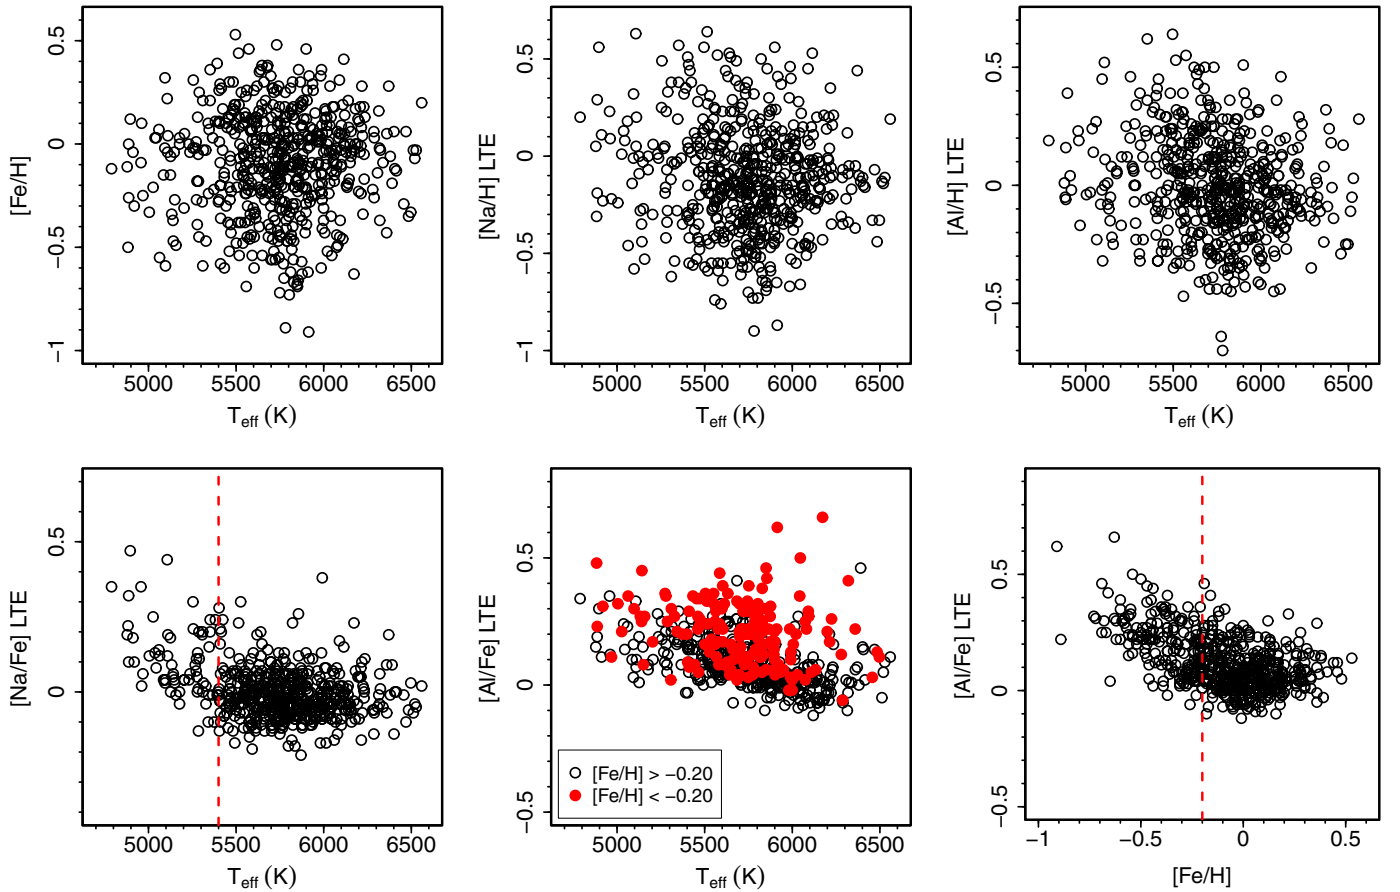 [Fe/H]
0.5
0
−0.5
−1
5000 5500 6000 6500
Teff (K)
[Na/H] LTE
0.5
0
−0.5
−1
5000 5500 6000 6500
Teff (K)
[Al/H] LTE
0.5
0
−0.5
5000 5500 6000 6500
Teff (K)
[Na/Fe] LTE
0.5
0
5000 5500 6000 6500
Teff (K)
[Al/Fe] LTE
0.5
0
−0.5
[Fe/H] > −0.20
[Fe/H] < −0.20
5000 5500 6000 6500
Teff (K)
[Al/Fe] LTE
0.5
0
−0.5
−1 −0.5 0 0.5
[Fe/H]